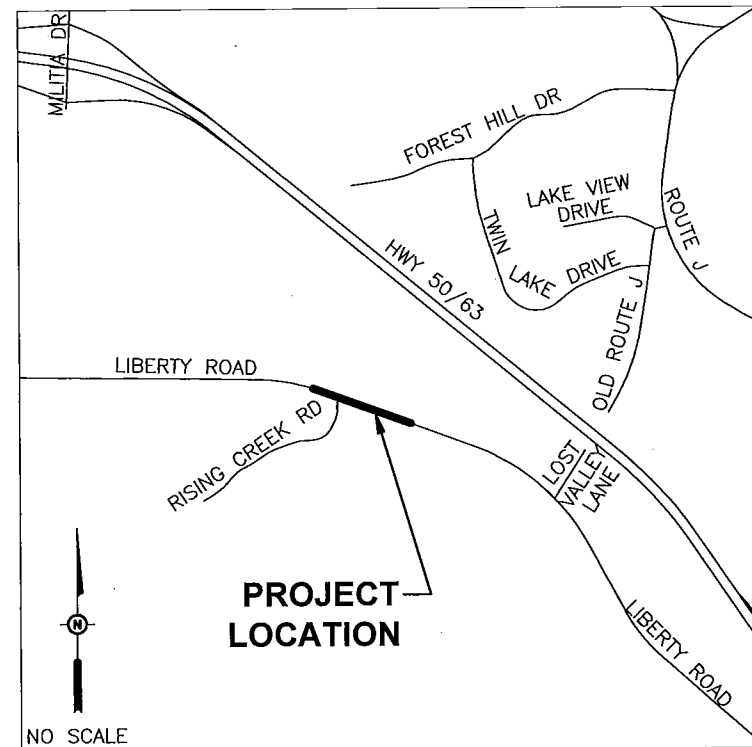 MILITIA DR
FOREST HILL DR
LAKE VIEW
DRIVE
ROUTE J
TWIN LAKE DRIVE
HWY 50/63
OLD ROUTE J
LIBERTY ROAD
RISING CREEK RD
LOST
VALLEY
LANE
PROJECT
LOCATION
LIBERTY ROAD
N
NO SCALE